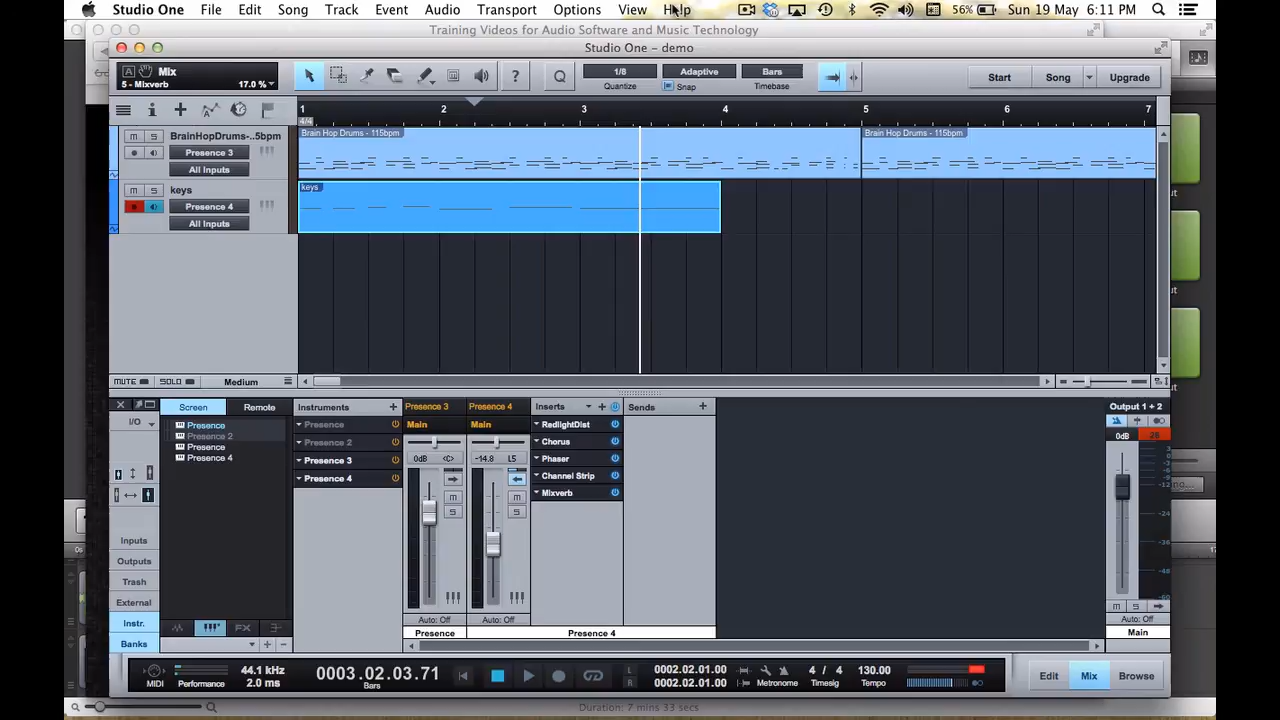 Studio One File Edit Song Track Event Audio Transport Options View Help 56% Sun 19 May 6:11 PM
Training Videos for Audio Software and Music Technology
Studio One - demo
A Mix
5 - Mixverb 17.0 %
?
Q
1/8
Quantize
Adaptive
Snap
Bars
Timebase
Start Song Upgrade
1 2 3 4 5 6 7
4/4
M S BrainHopDrums-..5bpm
Presence 3
All Inputs
Brain Hop Drums - 115bpm
Brain Hop Drums - 115bpm
M S keys
Presence 4
All Inputs
keys
MUTE SOLO Medium
I/O
Screen Remote
Presence
Presence 2
Presence
Presence 4
Instruments
Presence
Presence 2
Presence 3
Presence 4
Presence 3
Main
0dB <C>
M
S
Auto: Off
Presence
Presence 4
Main
-14.8 L5
M
S
Auto: Off
Presence 4
Inserts
RedlightDist
Chorus
Phaser
Channel Strip
Mixverb
Sends
Output 1 + 2
0dB
M S
Main
Inputs
Outputs
Trash
External
Instr.
Banks
FX
MIDI
44.1 kHz
Performance 2.0 ms
0003.02.03.71
Bars
L 0002.02.01.00
R 0002.02.01.00
Metronome
4 / 4
Timesig
130.00
Tempo
Edit Mix Browse
Duration: 7 mins 33 secs